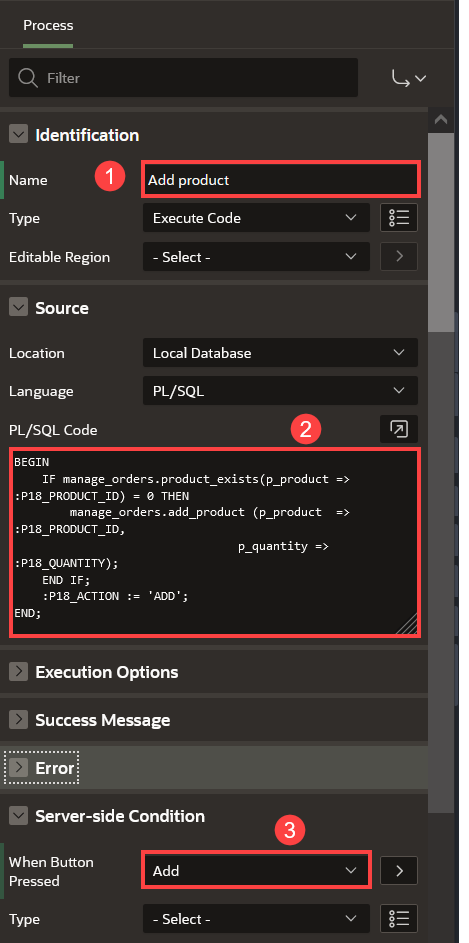 Process
Filter
Identification
Name
1
Add product
Type
Execute Code
Editable Region
- Select -
Source
Location
Local Database
Language
PL/SQL
PL/SQL Code
2
BEGIN
    IF manage_orders.product_exists(p_product =>
:P18_PRODUCT_ID) = 0 THEN
        manage_orders.add_product (p_product  =>
:P18_PRODUCT_ID,
                                p_quantity =>
:P18_QUANTITY);
    END IF;
    :P18_ACTION := 'ADD';
END;
Execution Options
Success Message
Error
Server-side Condition
3
When Button
Pressed
Add
Type
- Select -